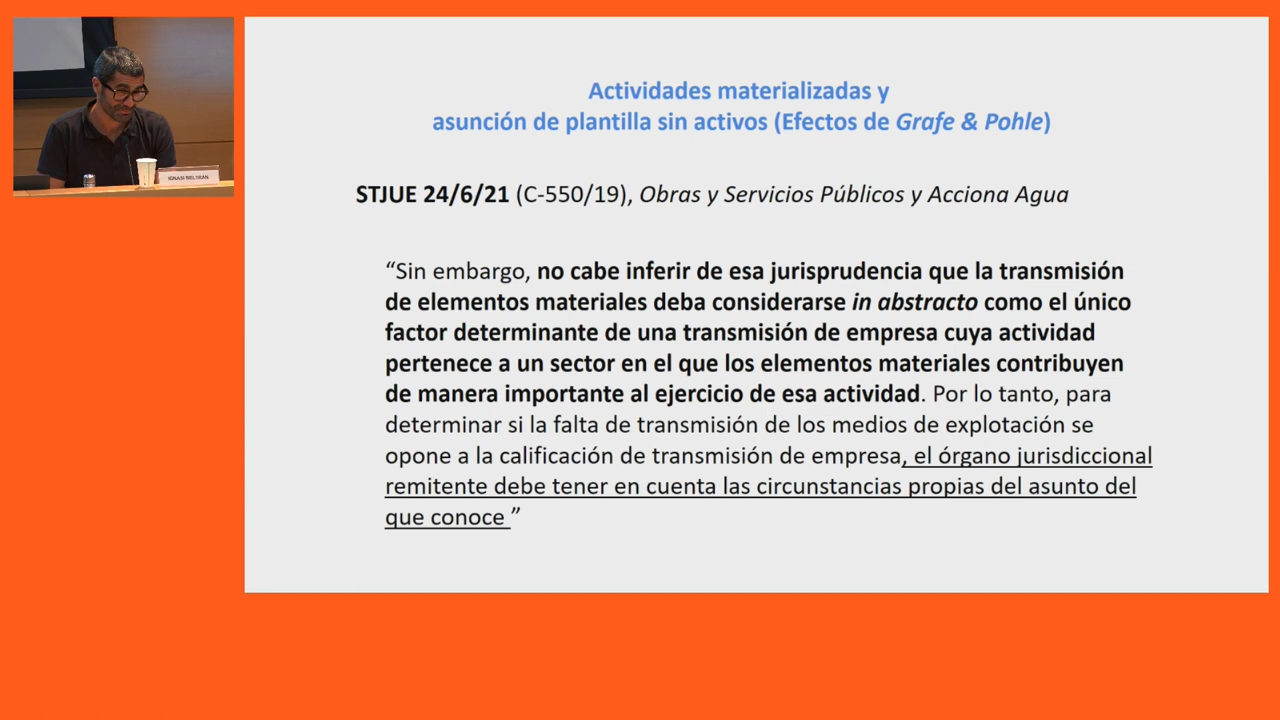 IGNASI BELTRAN
Actividades materializadas y
asunción de plantilla sin activos (Efectos de Grafe & Pohle)
STJUE 24/6/21 (C-550/19), Obras y Servicios Públicos y Acciona Agua
“Sin embargo, no cabe inferir de esa jurisprudencia que la transmisión
de elementos materiales deba considerarse in abstracto como el único
factor determinante de una transmisión de empresa cuya actividad
pertenece a un sector en el que los elementos materiales contribuyen
de manera importante al ejercicio de esa actividad. Por lo tanto, para
determinar si la falta de transmisión de los medios de explotación se
opone a la calificación de transmisión de empresa, el órgano jurisdiccional
remitente debe tener en cuenta las circunstancias propias del asunto del
que conoce ”